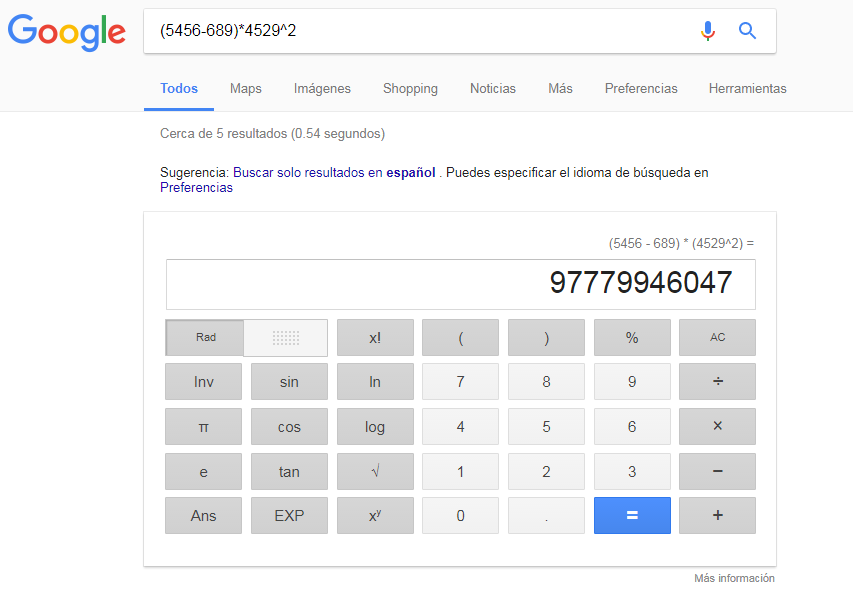 Google
(5456-689)*4529^2
Todos Maps Imágenes Shopping Noticias Más Preferencias Herramientas
Cerca de 5 resultados (0.54 segundos)
Sugerencia: Buscar solo resultados en español . Puedes especificar el idioma de búsqueda en
Preferencias
(5456 - 689) * (4529^2) =
97779946047
Rad x! ( ) % AC
Inv sin ln 7 8 9 ÷
π cos log 4 5 6 ×
e tan √ 1 2 3 −
Ans EXP xʸ 0 . = +
Más información